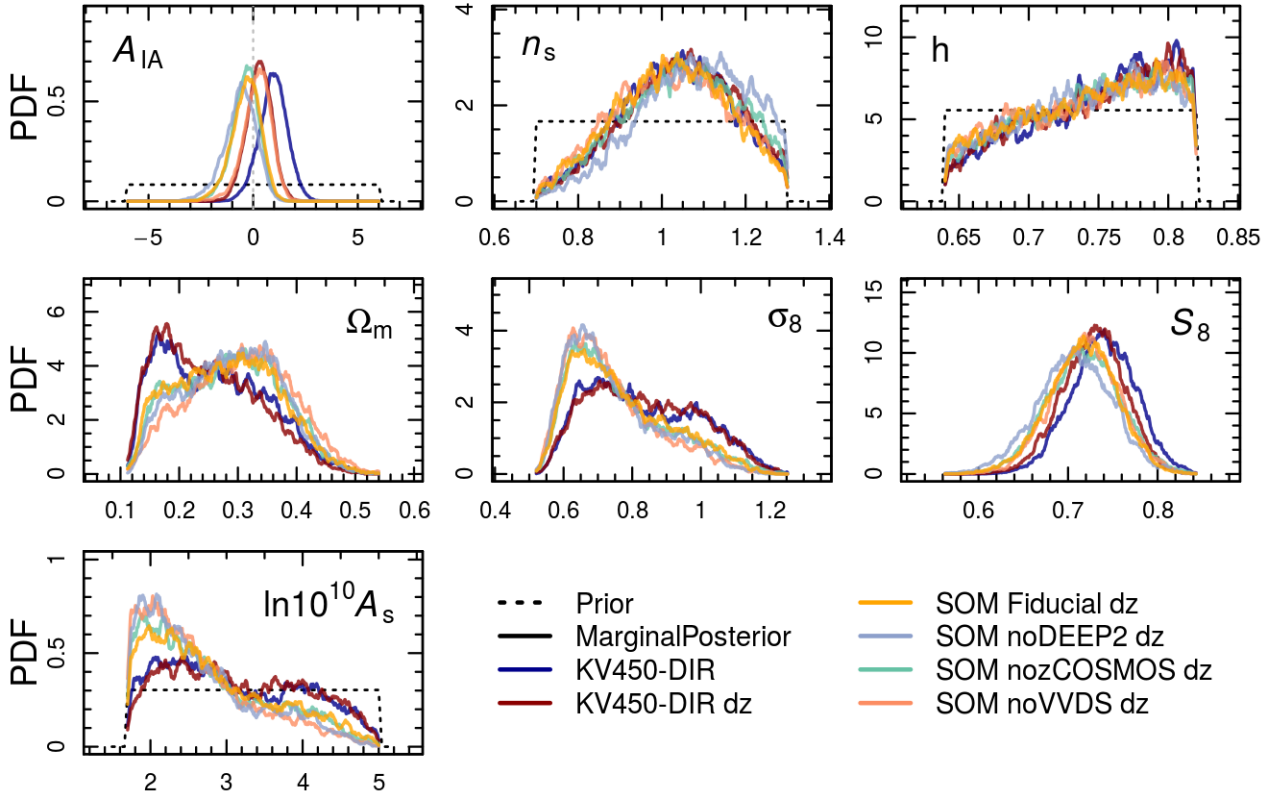 PDF
A_IA
0 0.5
−5 0 5
n_s
0 2 4
0.6 0.8 1 1.2 1.4
h
0 5 10
0.65 0.7 0.75 0.8 0.85
PDF
Ω_m
0 2 4 6
0.1 0.2 0.3 0.4 0.5 0.6
σ_8
0 2 4
0.4 0.6 0.8 1 1.2
S_8
0 5 10 15
0.6 0.7 0.8
PDF
ln10^10 A_s
0 0.5 1
2 3 4 5
Prior
MarginalPosterior
KV450-DIR
KV450-DIR dz
SOM Fiducial dz
SOM noDEEP2 dz
SOM nozCOSMOS dz
SOM noVVDS dz